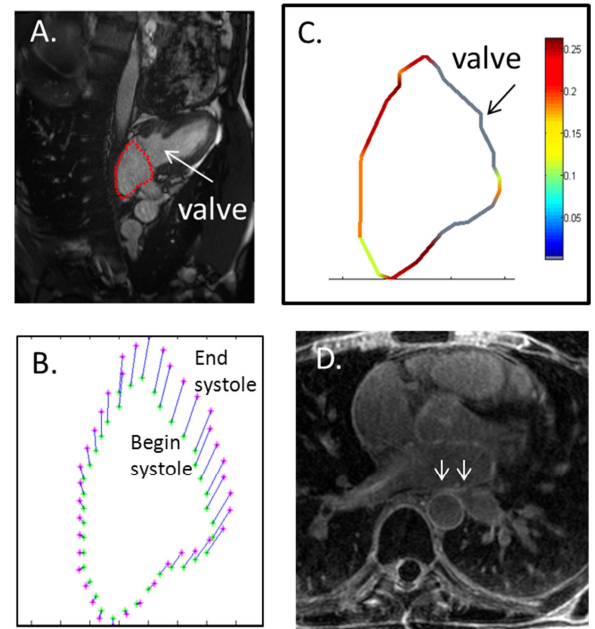 A.
valve
C.
valve
0.25
0.2
0.15
0.1
0.05
B.
End
systole
Begin
systole
D.